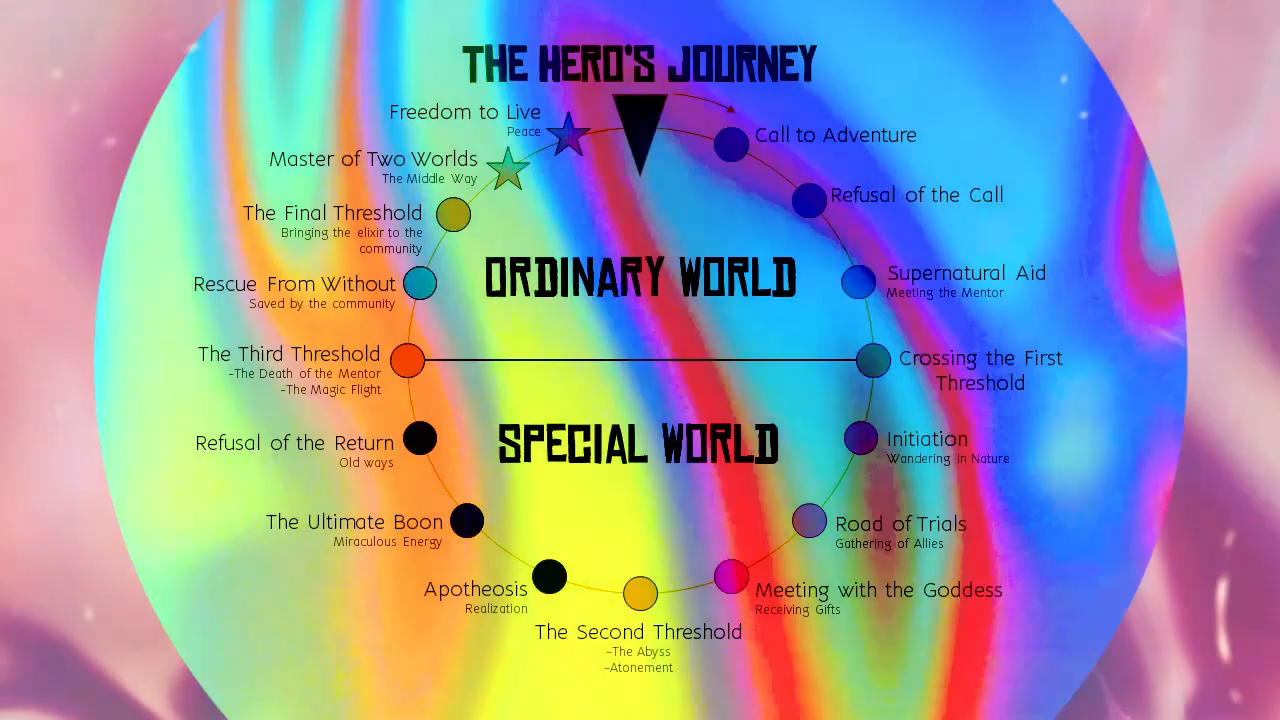 THE HERO'S JOURNEY
Call to Adventure
Refusal of the Call
Supernatural Aid
Meeting the Mentor
Crossing the First
Threshold
Initiation
Wandering in Nature
Road of Trials
Gathering of Allies
Meeting with the Goddess
Receiving Gifts
The Second Threshold
-The Abyss
-Atonement
Apotheosis
Realization
The Ultimate Boon
Miraculous Energy
Refusal of the Return
Old ways
The Third Threshold
-The Death of the Mentor
-The Magic Flight
Rescue From Without
Saved by the community
The Final Threshold
Bringing the elixir to the
community
Master of Two Worlds
The Middle Way
Freedom to Live
Peace
ORDINARY WORLD
SPECIAL WORLD